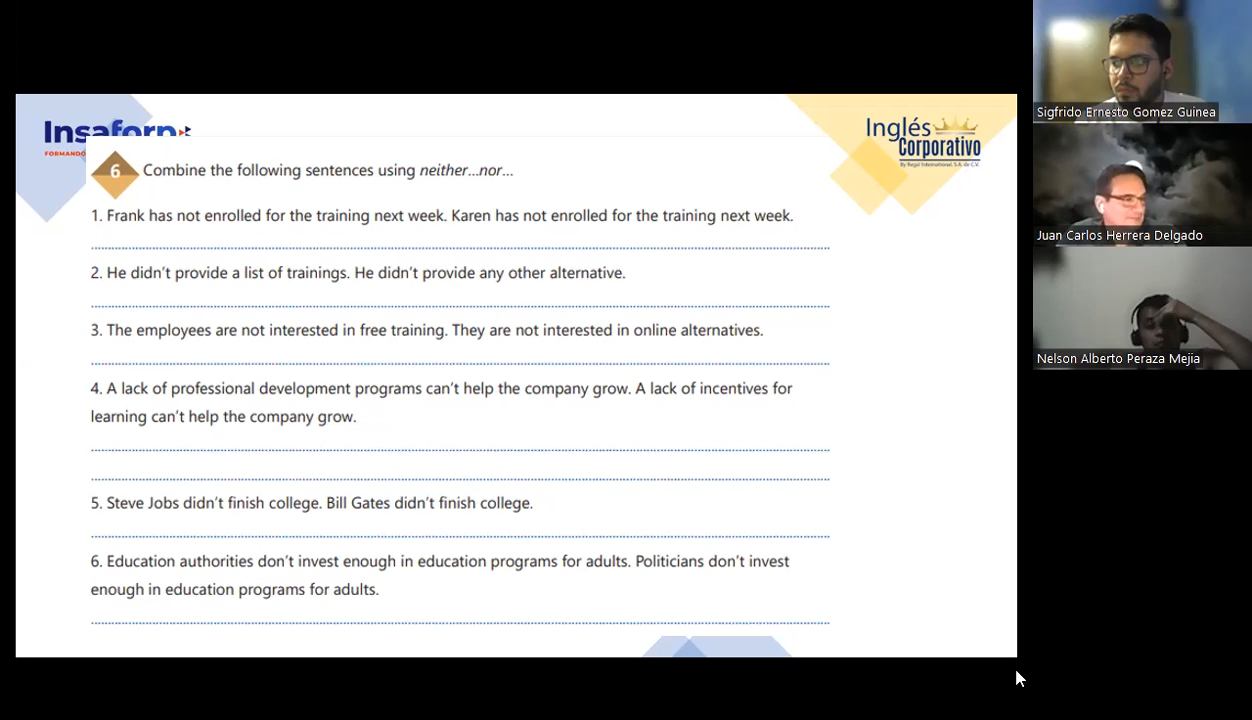 Insaforp
FORMANDO
Inglés
Corporativo
By Regal International, S.A. de C.V.
6 Combine the following sentences using neither...nor...
1. Frank has not enrolled for the training next week. Karen has not enrolled for the training next week.
2. He didn't provide a list of trainings. He didn't provide any other alternative.
3. The employees are not interested in free training. They are not interested in online alternatives.
4. A lack of professional development programs can't help the company grow. A lack of incentives for
learning can't help the company grow.
5. Steve Jobs didn't finish college. Bill Gates didn't finish college.
6. Education authorities don't invest enough in education programs for adults. Politicians don't invest
enough in education programs for adults.
Sigfrido Ernesto Gomez Guinea
Juan Carlos Herrera Delgado
Nelson Alberto Peraza Mejia